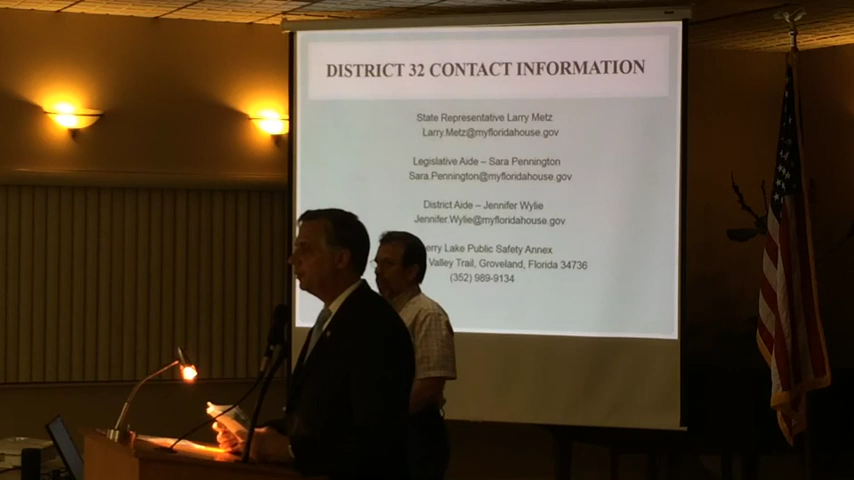 DISTRICT 32 CONTACT INFORMATION
State Representative Larry Metz
Larry.Metz@myfloridahouse.gov
Legislative Aide – Sara Pennington
Sara.Pennington@myfloridahouse.gov
District Aide – Jennifer Wylie
Jennifer.Wylie@myfloridahouse.gov
erry Lake Public Safety Annex
Valley Trail, Groveland, Florida 34736
(352) 989-9134